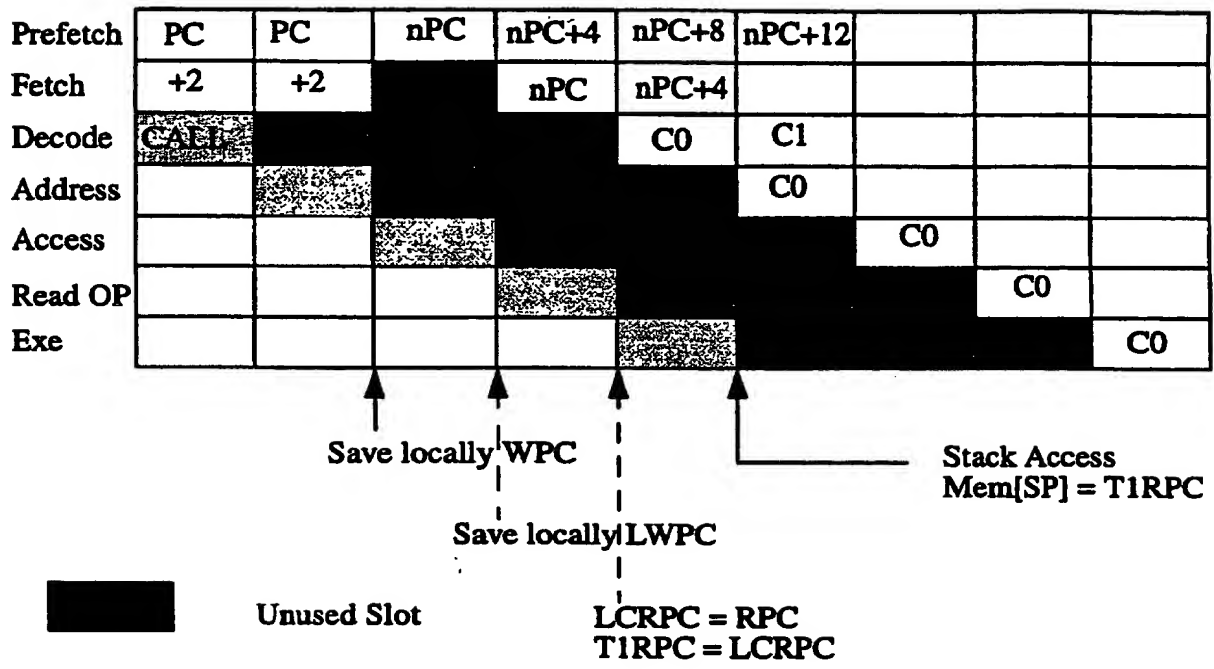 Prefetch PC PC nPC nPC+4 nPC+8 nPC+12
Fetch +2 +2 nPC nPC+4
Decode CALL C0 C1
Address C0
Access C0
Read OP C0
Exe C0
Save locally WPC
Stack Access
Mem[SP] = T1RPC
Save locally LWPC
Unused Slot
LCRPC = RPC
T1RPC = LCRPC